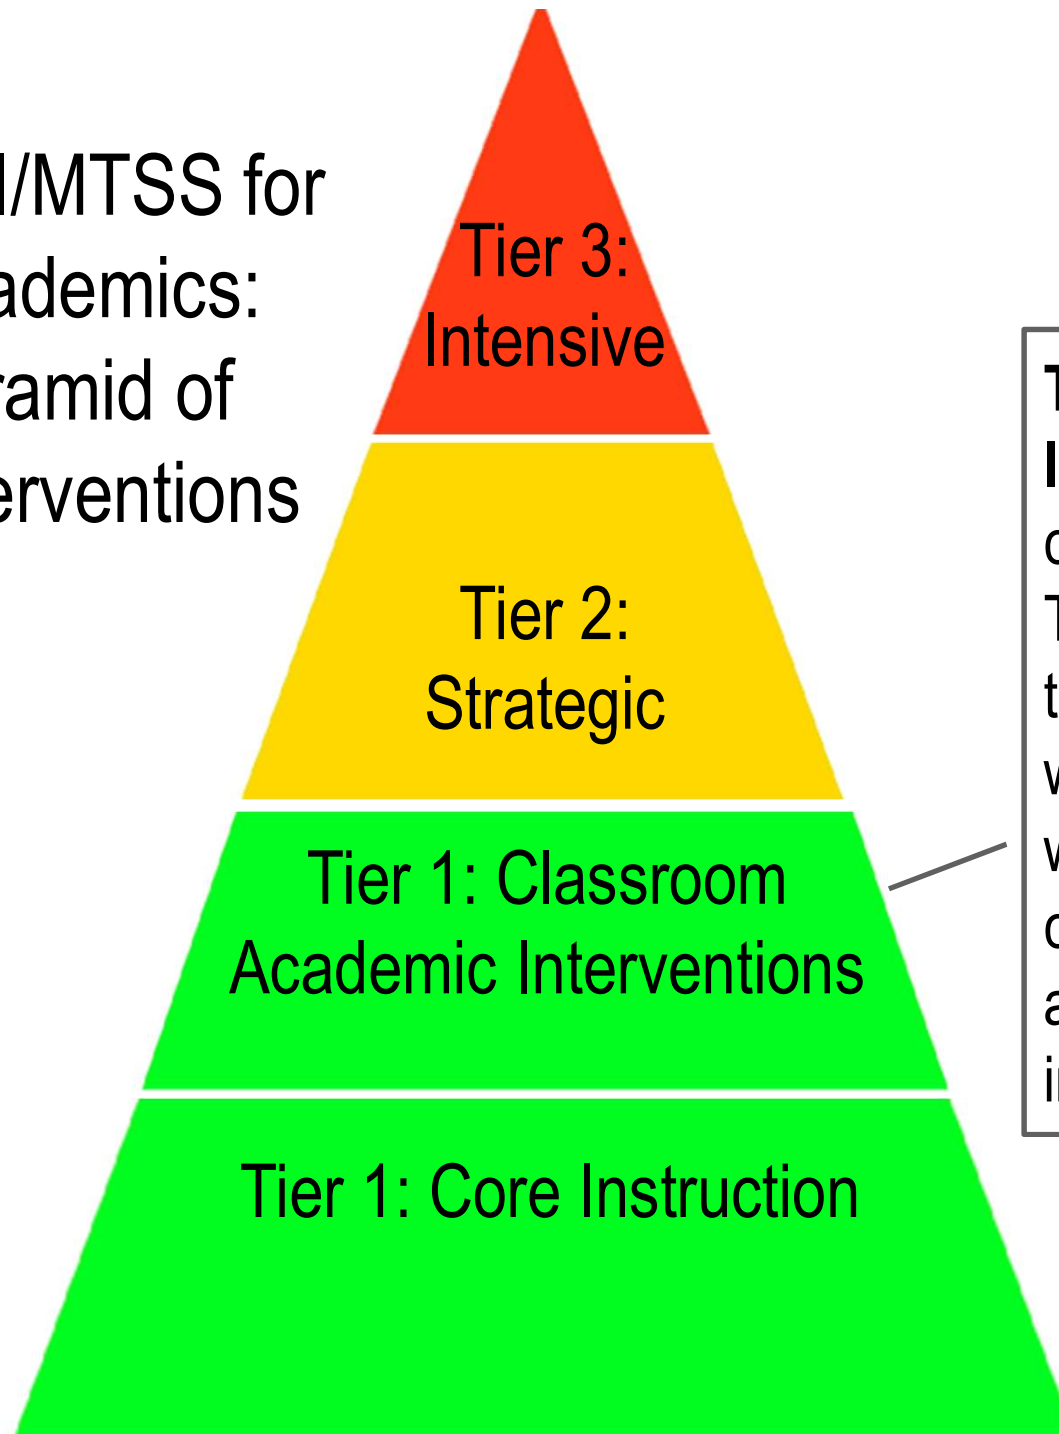 I/MTSS for
ademics:
ramid of
erventions
Tier 3:
Intensive
Tier 2:
Strategic
Tier 1: Classroom
Academic Interventions
Tier 1: Core Instruction